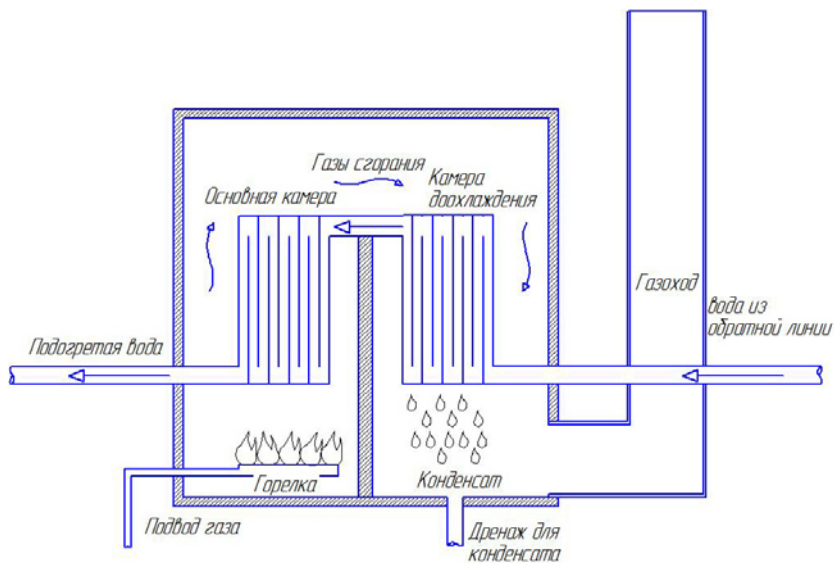 Газы сгорания
Основная камера
Камера
доохлаждения
Газоход
вода из
обратной линии
Подогретая вода
Горелка
Конденсат
Подвод газа
Дренаж для
конденсата